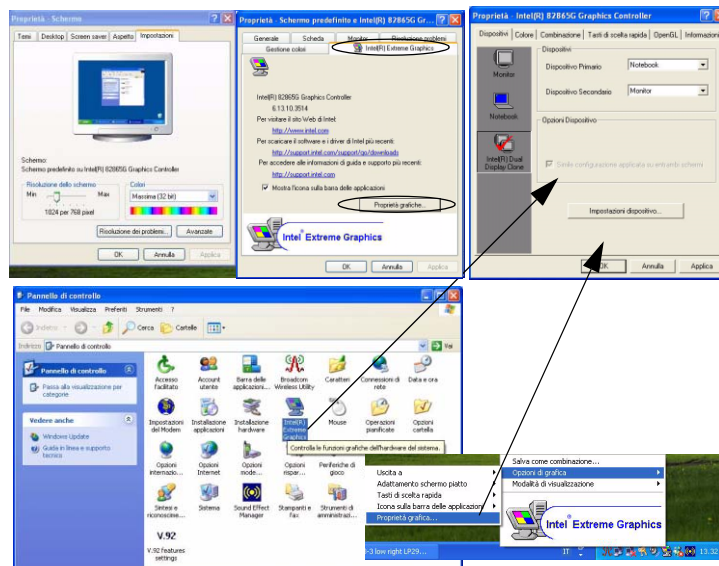 Proprietà - Schermo
Temi Desktop Screen saver Aspetto Impostazioni
Schermo:
Schermo predefinito su Intel(R) 82865G Graphics Controller
Risoluzione dello schermo
Min Max
1024 per 768 pixel
Colori
Massima (32 bit)
Risoluzione dei problemi... Avanzate
OK Annulla Applica
Proprietà - Schermo predefinito e Intel(R) 82865G Gr...
Generale Scheda Monitor Risoluzione problemi
Gestione colori Intel(R) Extreme Graphics
Intel(R) 82865G Graphics Controller
6.13.10.3514
Per visitare il sito Web di Intel:
http://www.intel.com
Per scaricare il software e i driver di Intel più recenti:
http://support.intel.com/support/go/downloads
Per accedere alle informazioni di guida e supporto più recenti:
http://support.intel.com
Mostra l'icona sulla barra delle applicazioni
Proprietà grafiche...
Intel Extreme Graphics
OK Annulla Applica
Proprietà - Intel(R) 82865G Graphics Controller
Dispositivi Colore Combinazione Tasti di scelta rapida OpenGL Informazioni
Monitor
Notebook
Intel(R) Dual
Display Clone
Dispositivi
Dispositivo Primario Notebook
Dispositivo Secondario Monitor
Opzioni Dispositivo
configurazione applicata su entrambi schermi
Impostazioni dispositivo...
OK Annulla Applica
Pannello di controllo
File Modifica Visualizza Preferiti Strumenti ?
Indietro Cerca Cartelle
Indirizzo Pannello di controllo Vai
Pannello di controllo
Passa alla visualizzazione per
categorie
Vedere anche
Windows Update
Guida in linea e supporto
tecnico
Accesso
facilitato
Account
utente
Barra delle
applicazioni...
Broadcom
Wireless Utility
Caratteri
Connessioni di
rete
Data e ora
Impostazioni
del Modem
Installazione
applicazioni
Installazione
hardware
Intel(R)
Extreme
Graphics
Mouse
Operazioni
pianificate
Opzioni
cartella
Controlla le funzioni grafiche dell'hardware del sistema.
Opzioni
internazio...
Opzioni
Internet
Opzioni
mode...
Opzioni
rispar...
Periferiche di
gioco
Sintesi e
riconoscime...
Sistema
Sound Effect
Manager
Stampanti e
Fax
Strumenti di
amministrazi...
V.92
V.92 features
settings
Uscita a
Adattamento schermo piatto
Tasti di scelta rapida
Icona sulla barra delle applicazioni
Proprietà grafica...
Salva come combinazione...
Opzioni di grafica
Modalità di visualizzazione
Intel Extreme Graphics
-3 low right LP29...
IT
13.32